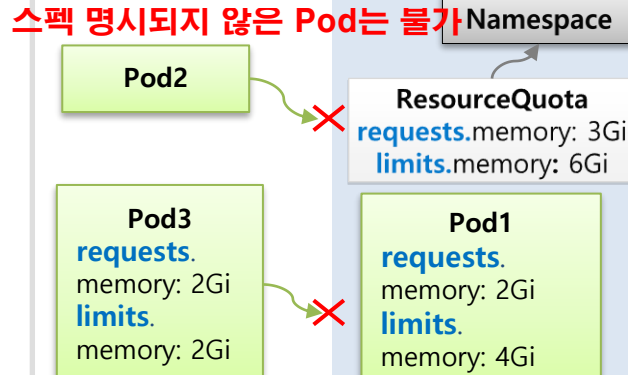 스펙 명시되지 않은 Pod는 불가
Namespace
Pod2
ResourceQuota
requests.memory: 3Gi
limits.memory: 6Gi
Pod3
requests.
memory: 2Gi
limits.
memory: 2Gi
Pod1
requests.
memory: 2Gi
limits.
memory: 4Gi